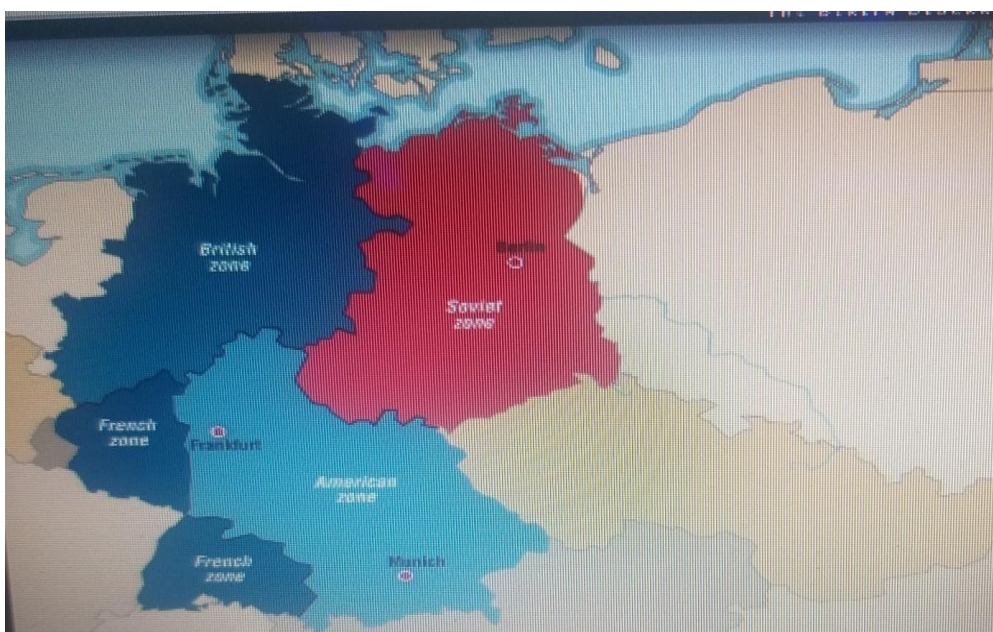 British
zone
Berlin
Soviet
zone
French
zone
Frankfurt
American
zone
French
zone
Munich